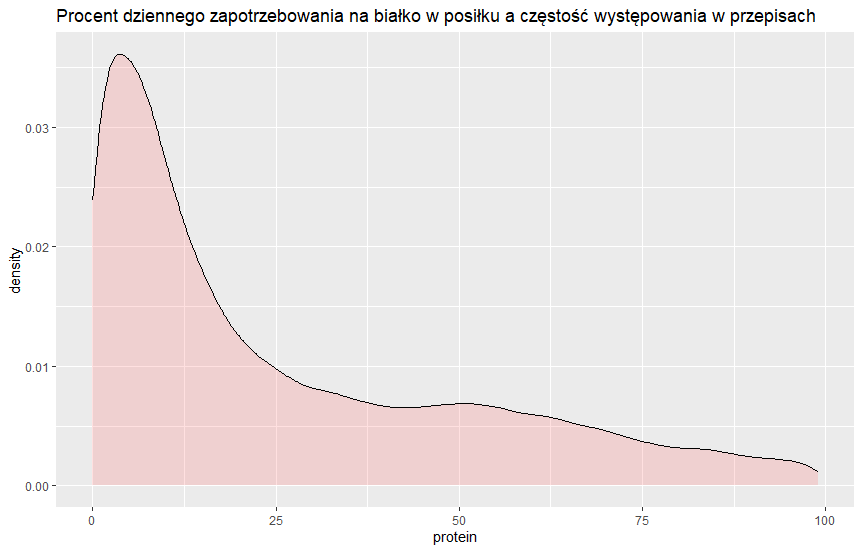 Procent dziennego zapotrzebowania na białko w posiłku a częstość występowania w przepisach
0.03
0.02
0.01
0.00
density
0 25 50 75 100
protein